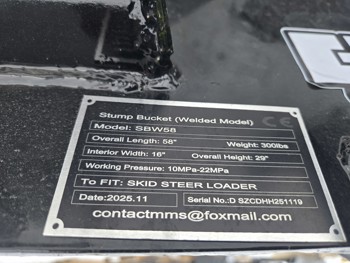 Stump Bucket (Welded Model) CE
Model: SBW58
Overall Length: 58" Weight: 300lbs
Interior Width: 16" Overall Height: 29"
Working Pressure: 10MPa-22MPa
To FIT: SKID STEER LOADER
Date:2025.11 Serial No.:D SZCDHH251119
contactmms@foxmail.com